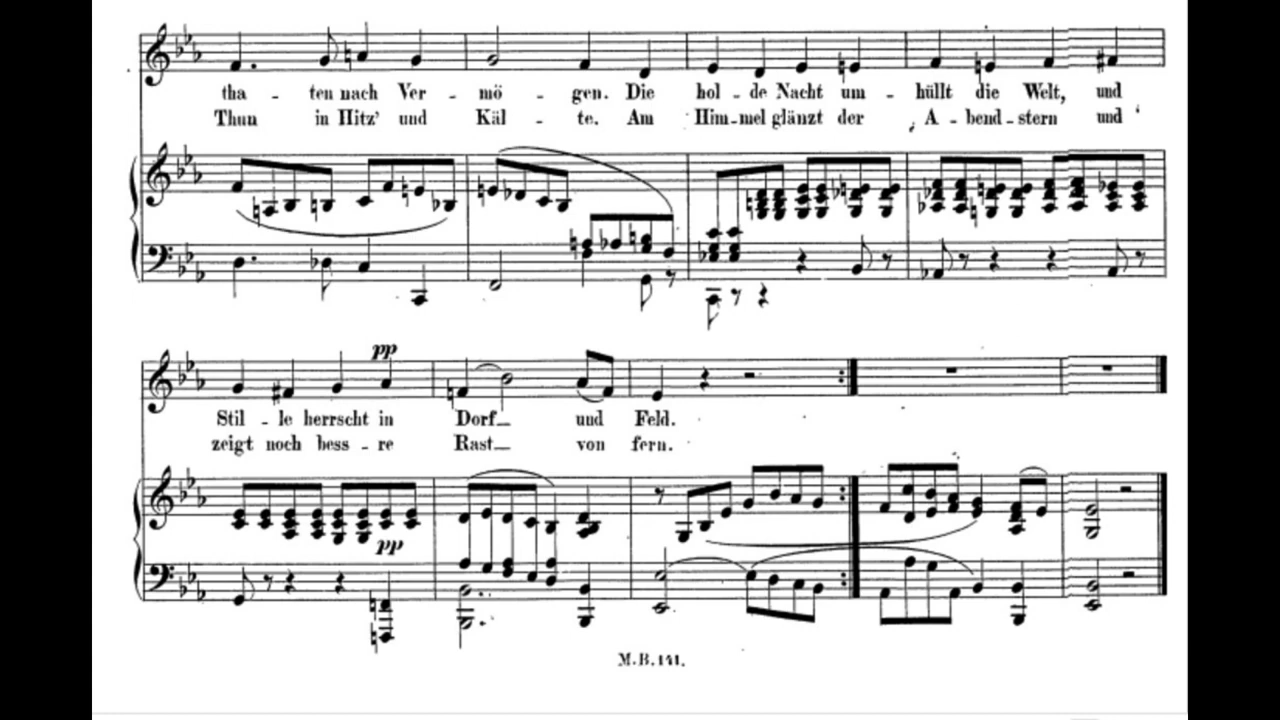 tha - ten nach Ver - mö - gen. Die hol - de Nacht um - hüllt die Welt, und
Thun in Hitz' und Käl - te. Am Him - mel glänzt der A - bend - stern und
pp
Stil - le herrscht in Dorf und Feld.
zeigt noch bess - re Rast von fern.
pp
M.B.141.